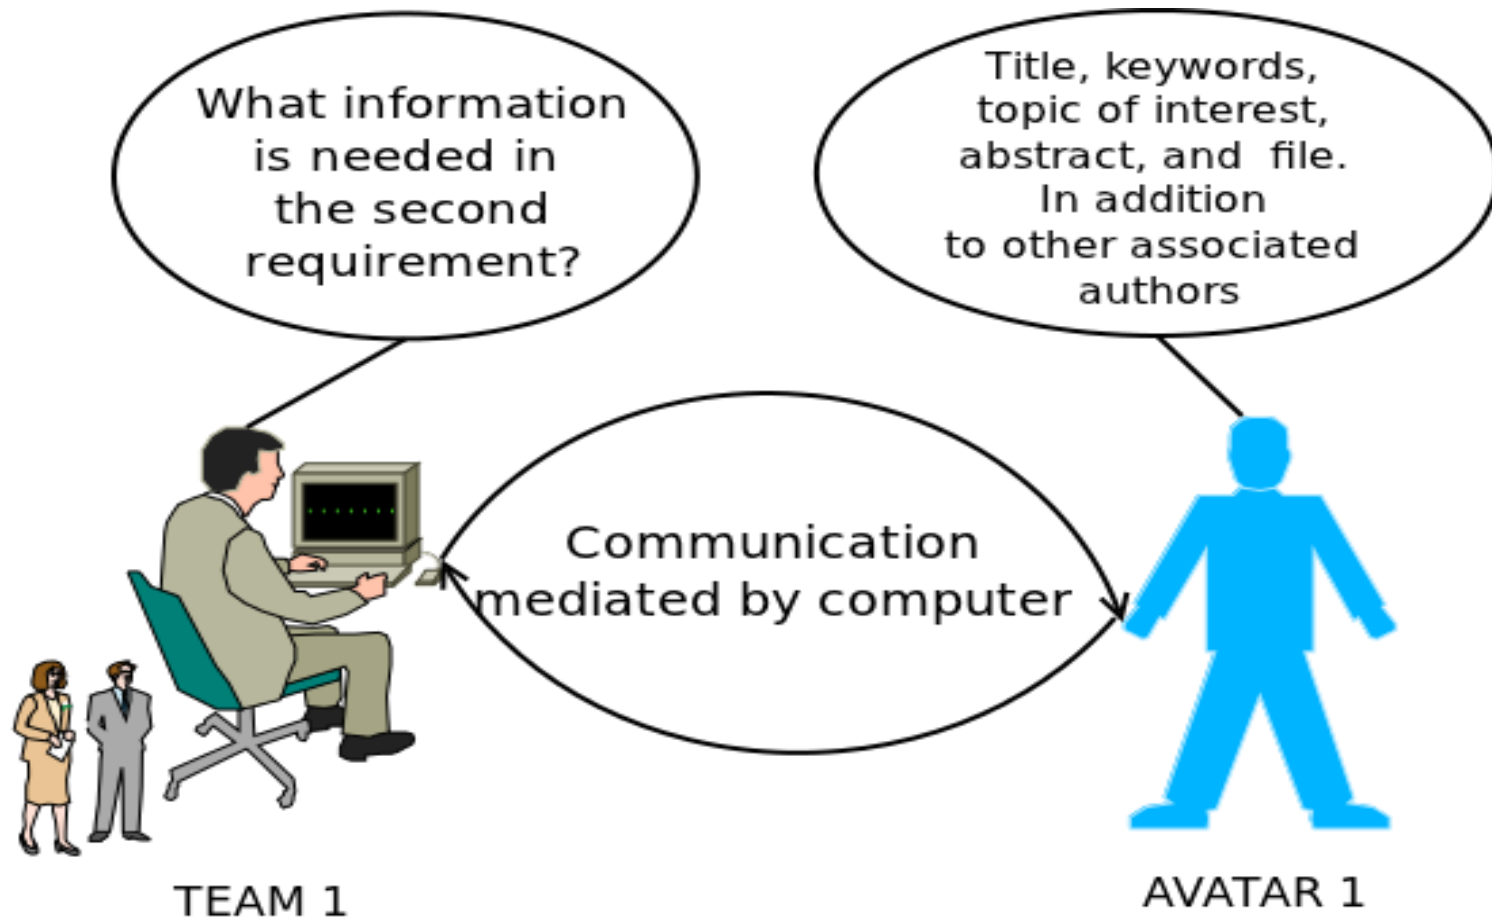 What information
is needed in
the second
requirement?
Title, keywords,
topic of interest,
abstract, and file.
In addition
to other associated
authors
Communication
mediated by computer
TEAM 1
AVATAR 1